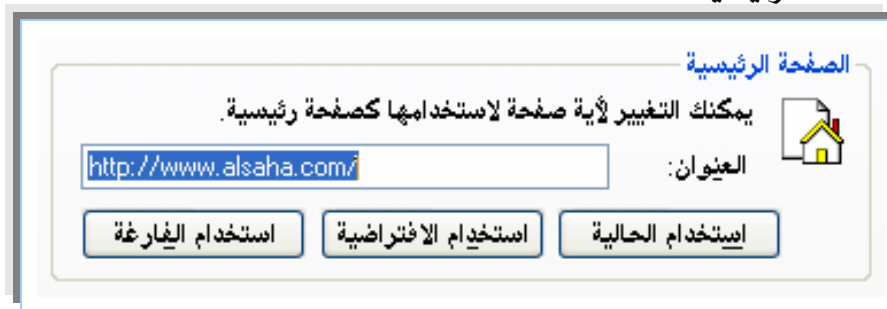 الصفحة الرئيسية
يمكنك التغيير لأية صفحة لاستخدامها كصفحة رئيسية.
العنوان:
http://www.alsaha.com/
استخدام الحالية
استخدام الافتراضية
استخدام الفارغة